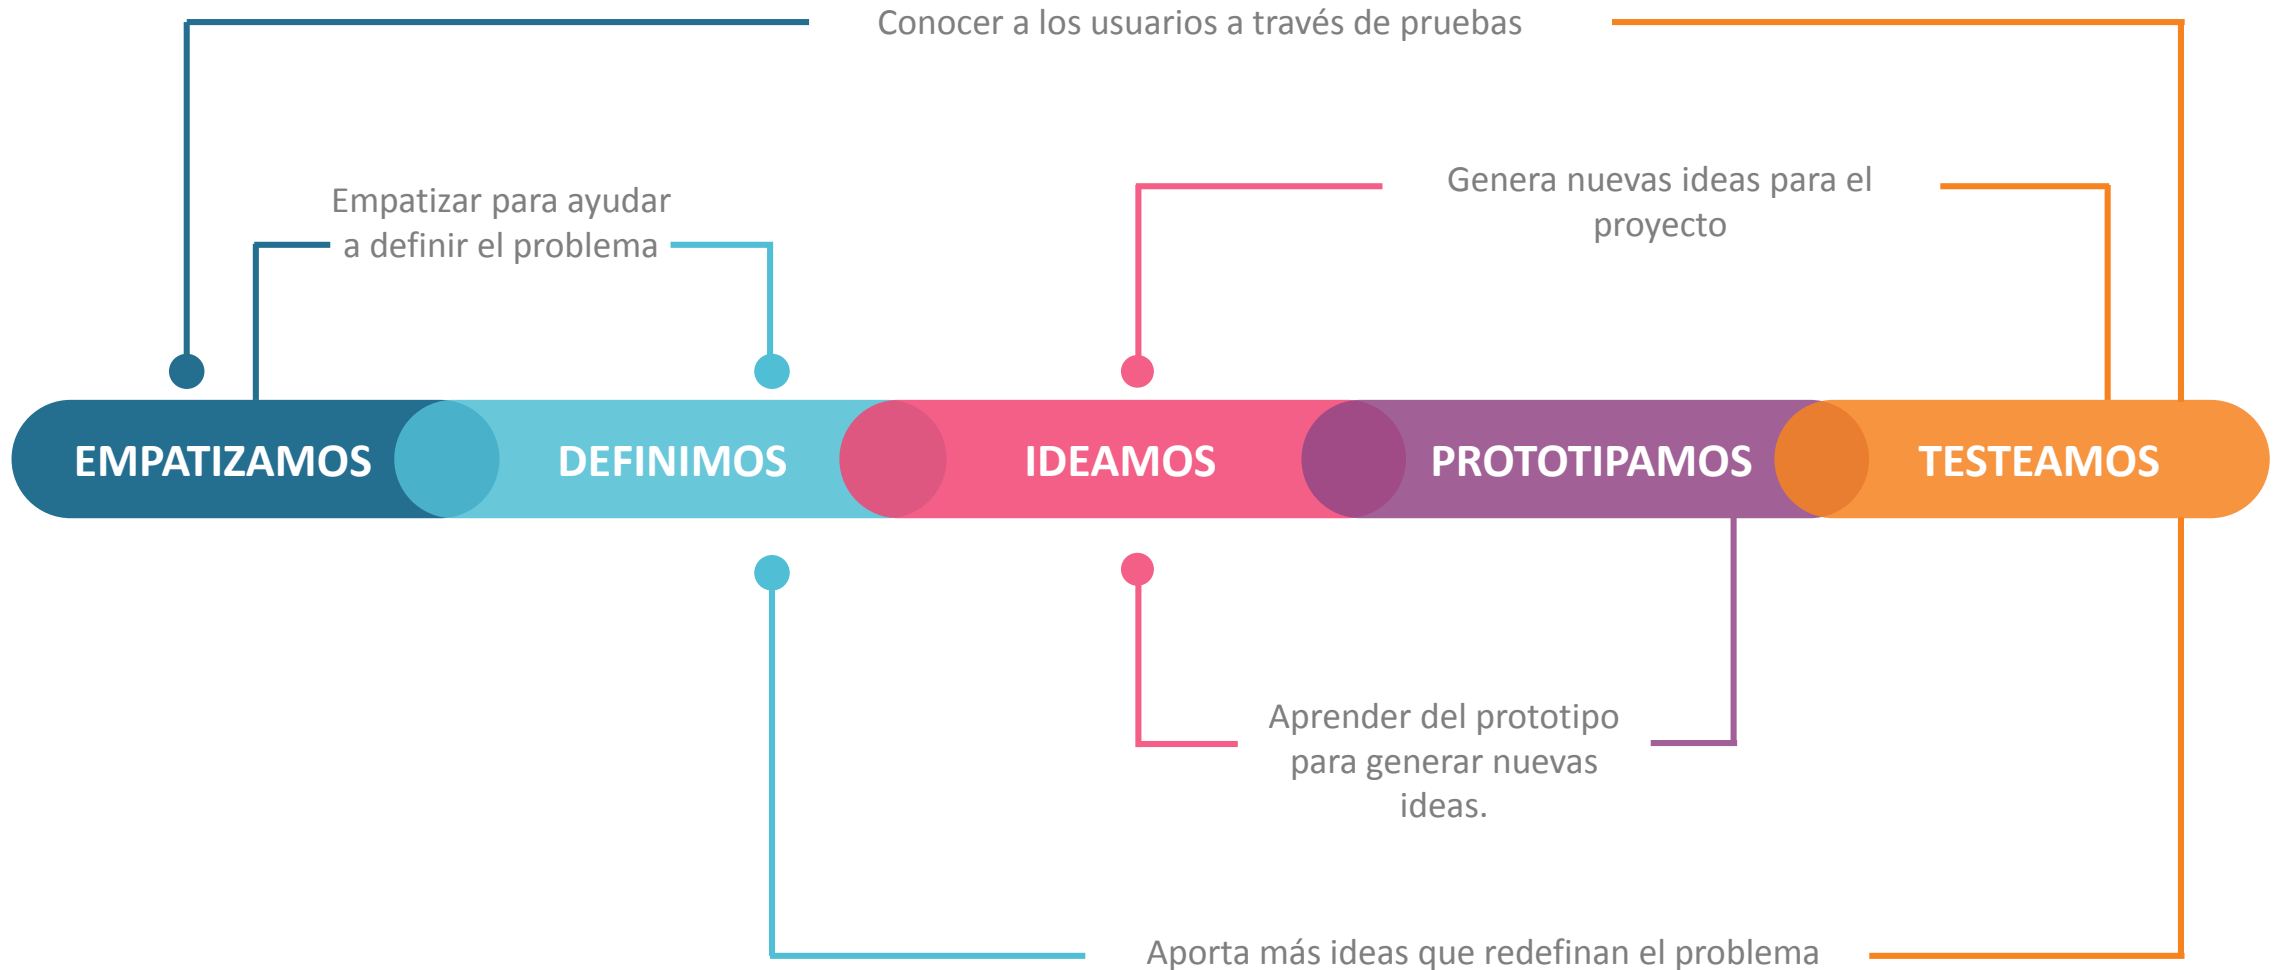 Conocer a los usuarios a través de pruebas
Empatizar para ayudar
a definir el problema
Genera nuevas ideas para el
proyecto
EMPATIZAMOS
DEFINIMOS
IDEAMOS
PROTOTIPAMOS
TESTEAMOS
Aprender del prototipo
para generar nuevas
ideas.
Aporta más ideas que redefinan el problema